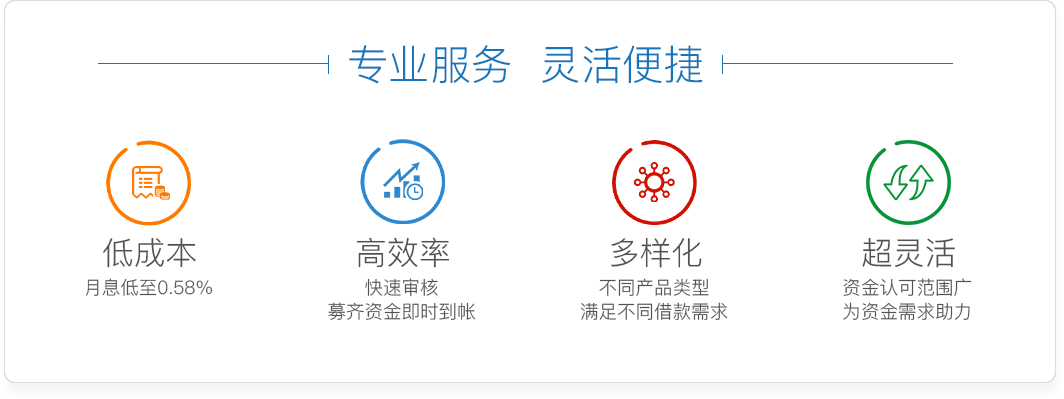 专业服务 灵活便捷
低成本
月息低至0.58%
高效率
快速审核
募齐资金即时到帐
多样化
不同产品类型
满足不同借款需求
超灵活
资金认可范围广
为资金需求助力